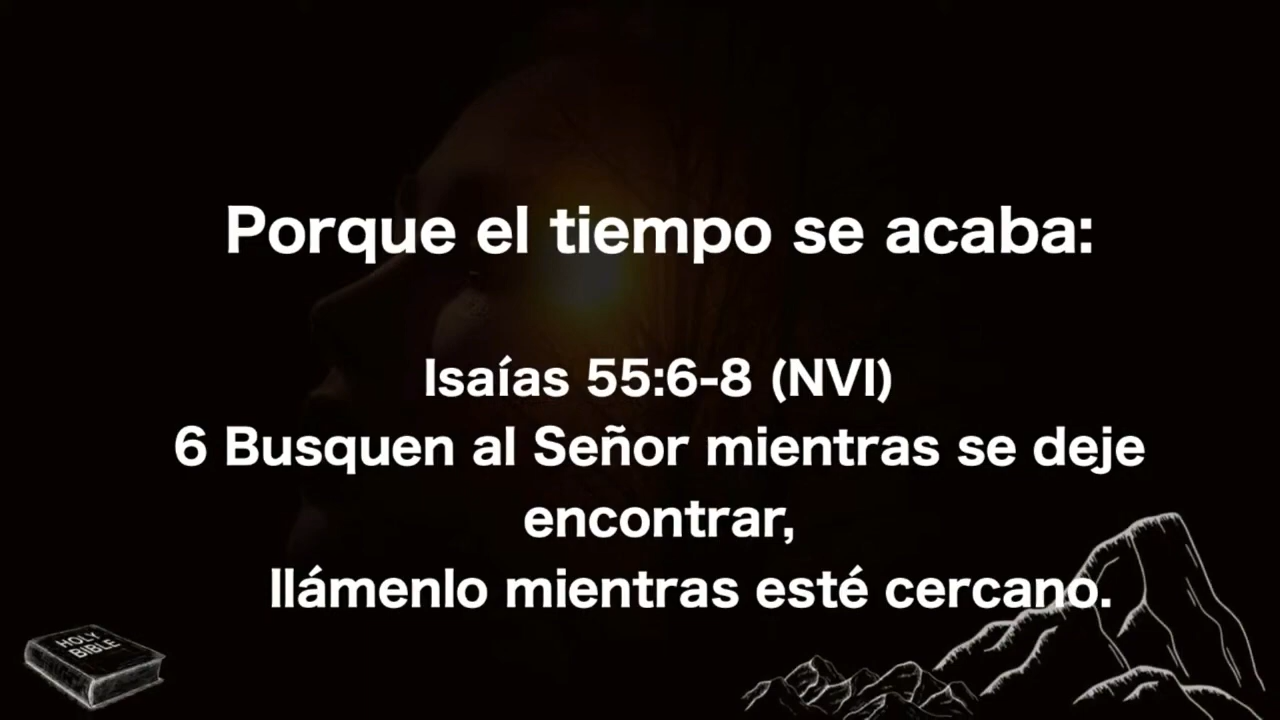 Porque el tiempo se acaba:
Isaías 55:6-8 (NVI)
6 Busquen al Señor mientras se deje
encontrar,
llámenlo mientras esté cercano.
HOLY
BIBLE